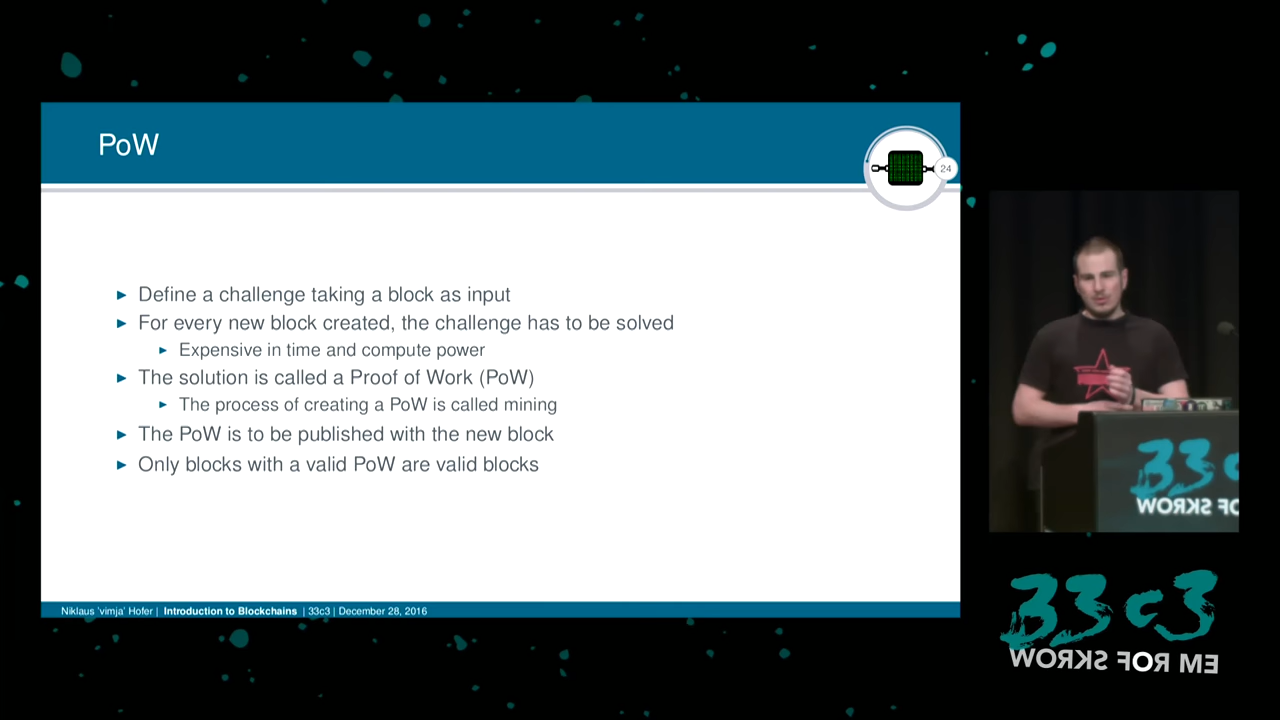 PoW
24
Define a challenge taking a block as input
For every new block created, the challenge has to be solved
Expensive in time and compute power
The solution is called a Proof of Work (PoW)
The process of creating a PoW is called mining
The PoW is to be published with the new block
Only blocks with a valid PoW are valid blocks
Niklaus 'vimja' Hofer | Introduction to Blockchains | 33c3 | December 28, 2016
33c
WORKS FO
33c3
WORKS FOR ME